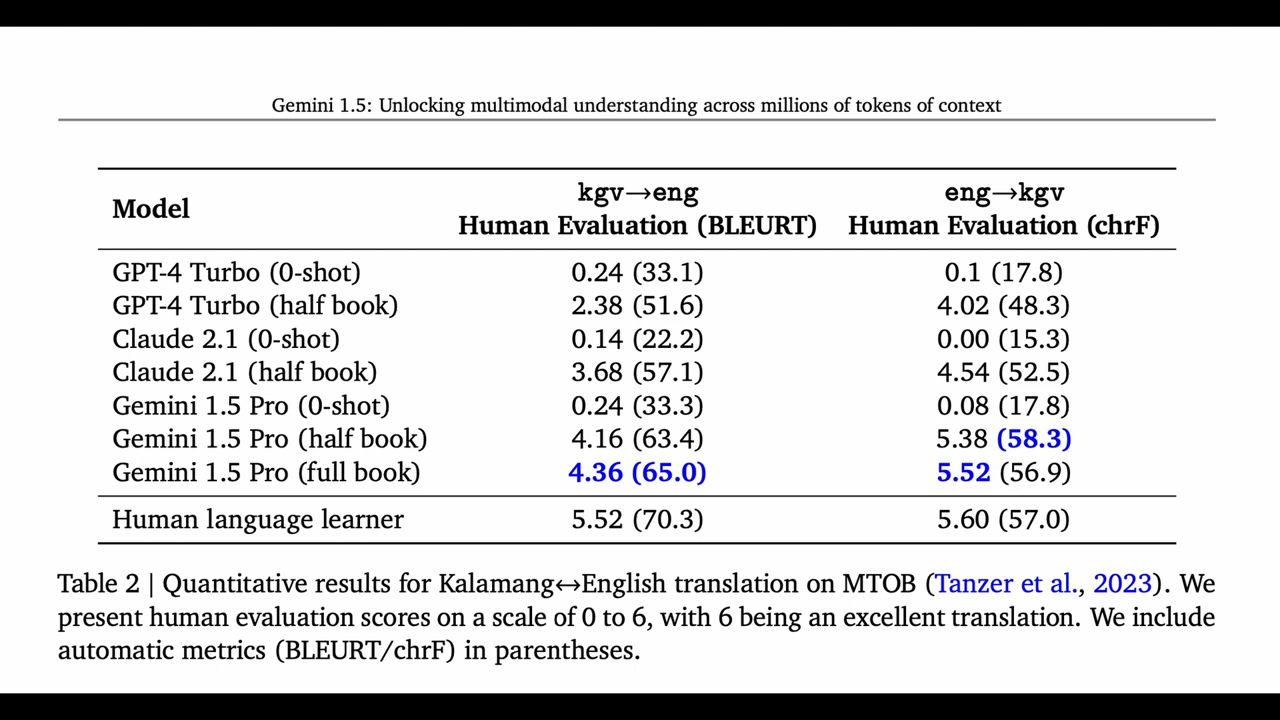 Gemini 1.5: Unlocking multimodal understanding across millions of tokens of context
Model kgv→eng eng→kgv
Human Evaluation (BLEURT) Human Evaluation (chrF)
GPT-4 Turbo (0-shot) 0.24 (33.1) 0.1 (17.8)
GPT-4 Turbo (half book) 2.38 (51.6) 4.02 (48.3)
Claude 2.1 (0-shot) 0.14 (22.2) 0.00 (15.3)
Claude 2.1 (half book) 3.68 (57.1) 4.54 (52.5)
Gemini 1.5 Pro (0-shot) 0.24 (33.3) 0.08 (17.8)
Gemini 1.5 Pro (half book) 4.16 (63.4) 5.38 (58.3)
Gemini 1.5 Pro (full book) 4.36 (65.0) 5.52 (56.9)
Human language learner 5.52 (70.3) 5.60 (57.0)
Table 2 | Quantitative results for Kalamang↔English translation on MTOB (Tanzer et al., 2023). We
present human evaluation scores on a scale of 0 to 6, with 6 being an excellent translation. We include
automatic metrics (BLEURT/chrF) in parentheses.